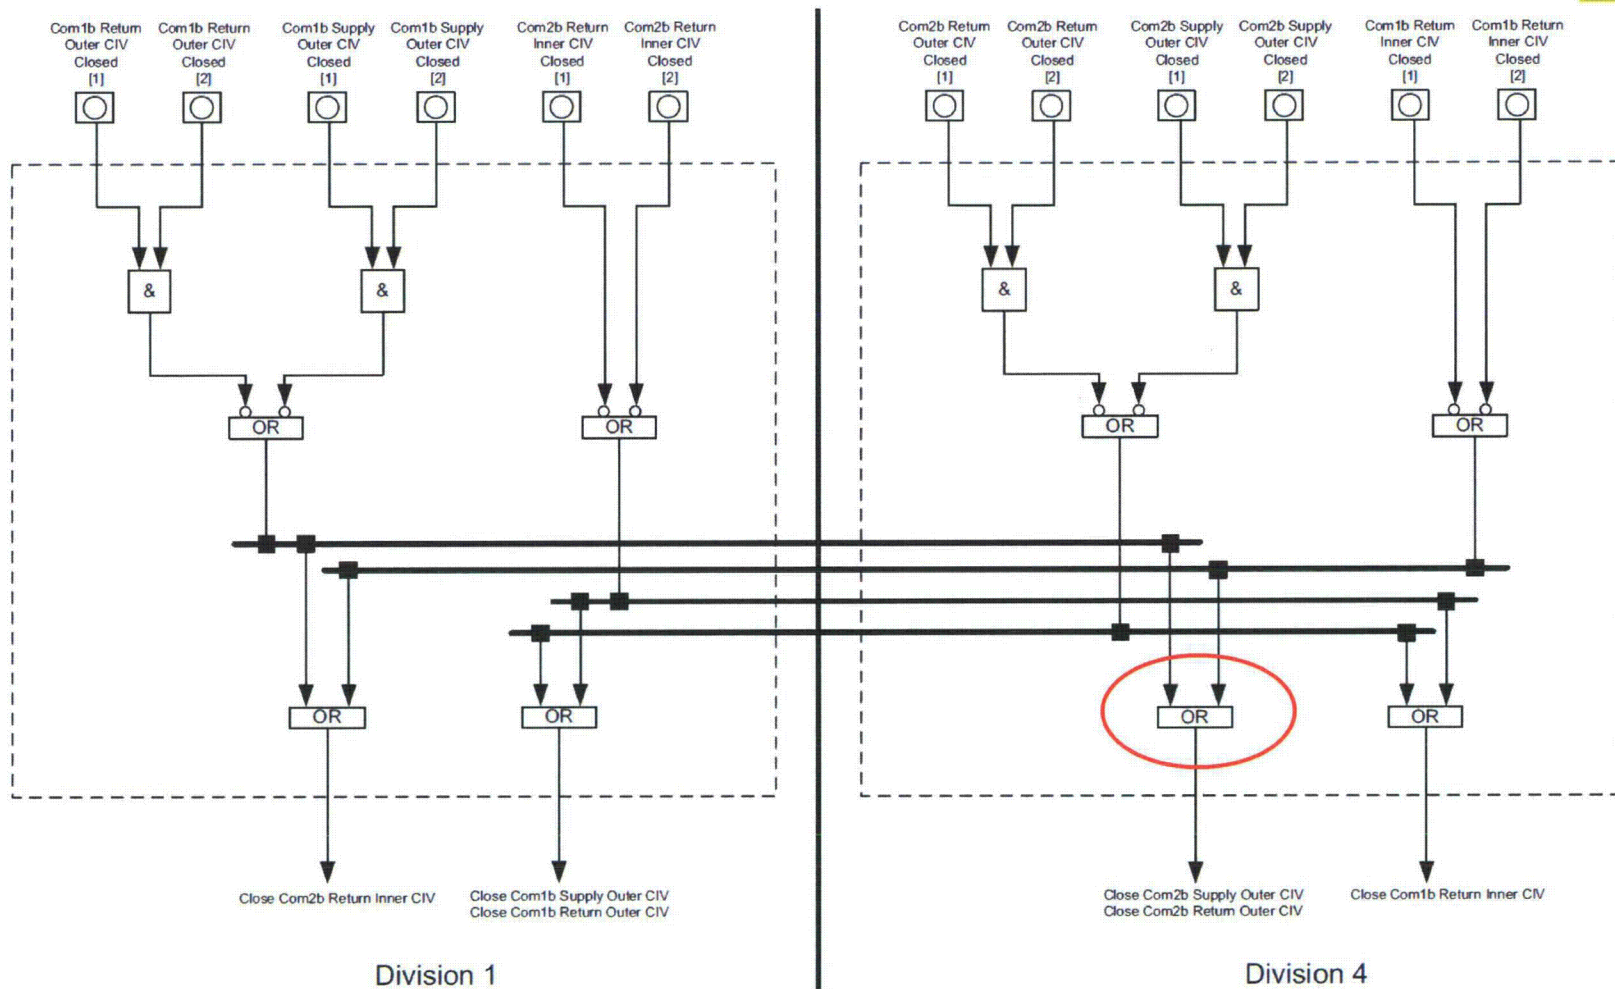 Com1b Return
Outer CIV
Closed
[1]
Com1b Return
Outer CIV
Closed
[2]
Com1b Supply
Outer CIV
Closed
[1]
Com1b Supply
Outer CIV
Closed
[2]
Com2b Return
Inner CIV
Closed
[1]
Com2b Return
Inner CIV
Closed
[2]
&
&
OR
OR
OR
OR
Close Com2b Return Inner CIV
Close Com1b Supply Outer CIV
Close Com1b Return Outer CIV
Division 1
Com2b Return
Outer CIV
Closed
[1]
Com2b Return
Outer CIV
Closed
[2]
Com2b Supply
Outer CIV
Closed
[1]
Com2b Supply
Outer CIV
Closed
[2]
Com1b Return
Inner CIV
Closed
[1]
Com1b Return
Inner CIV
Closed
[2]
&
&
OR
OR
OR
OR
Close Com2b Supply Outer CIV
Close Com2b Return Outer CIV
Close Com1b Return Inner CIV
Division 4